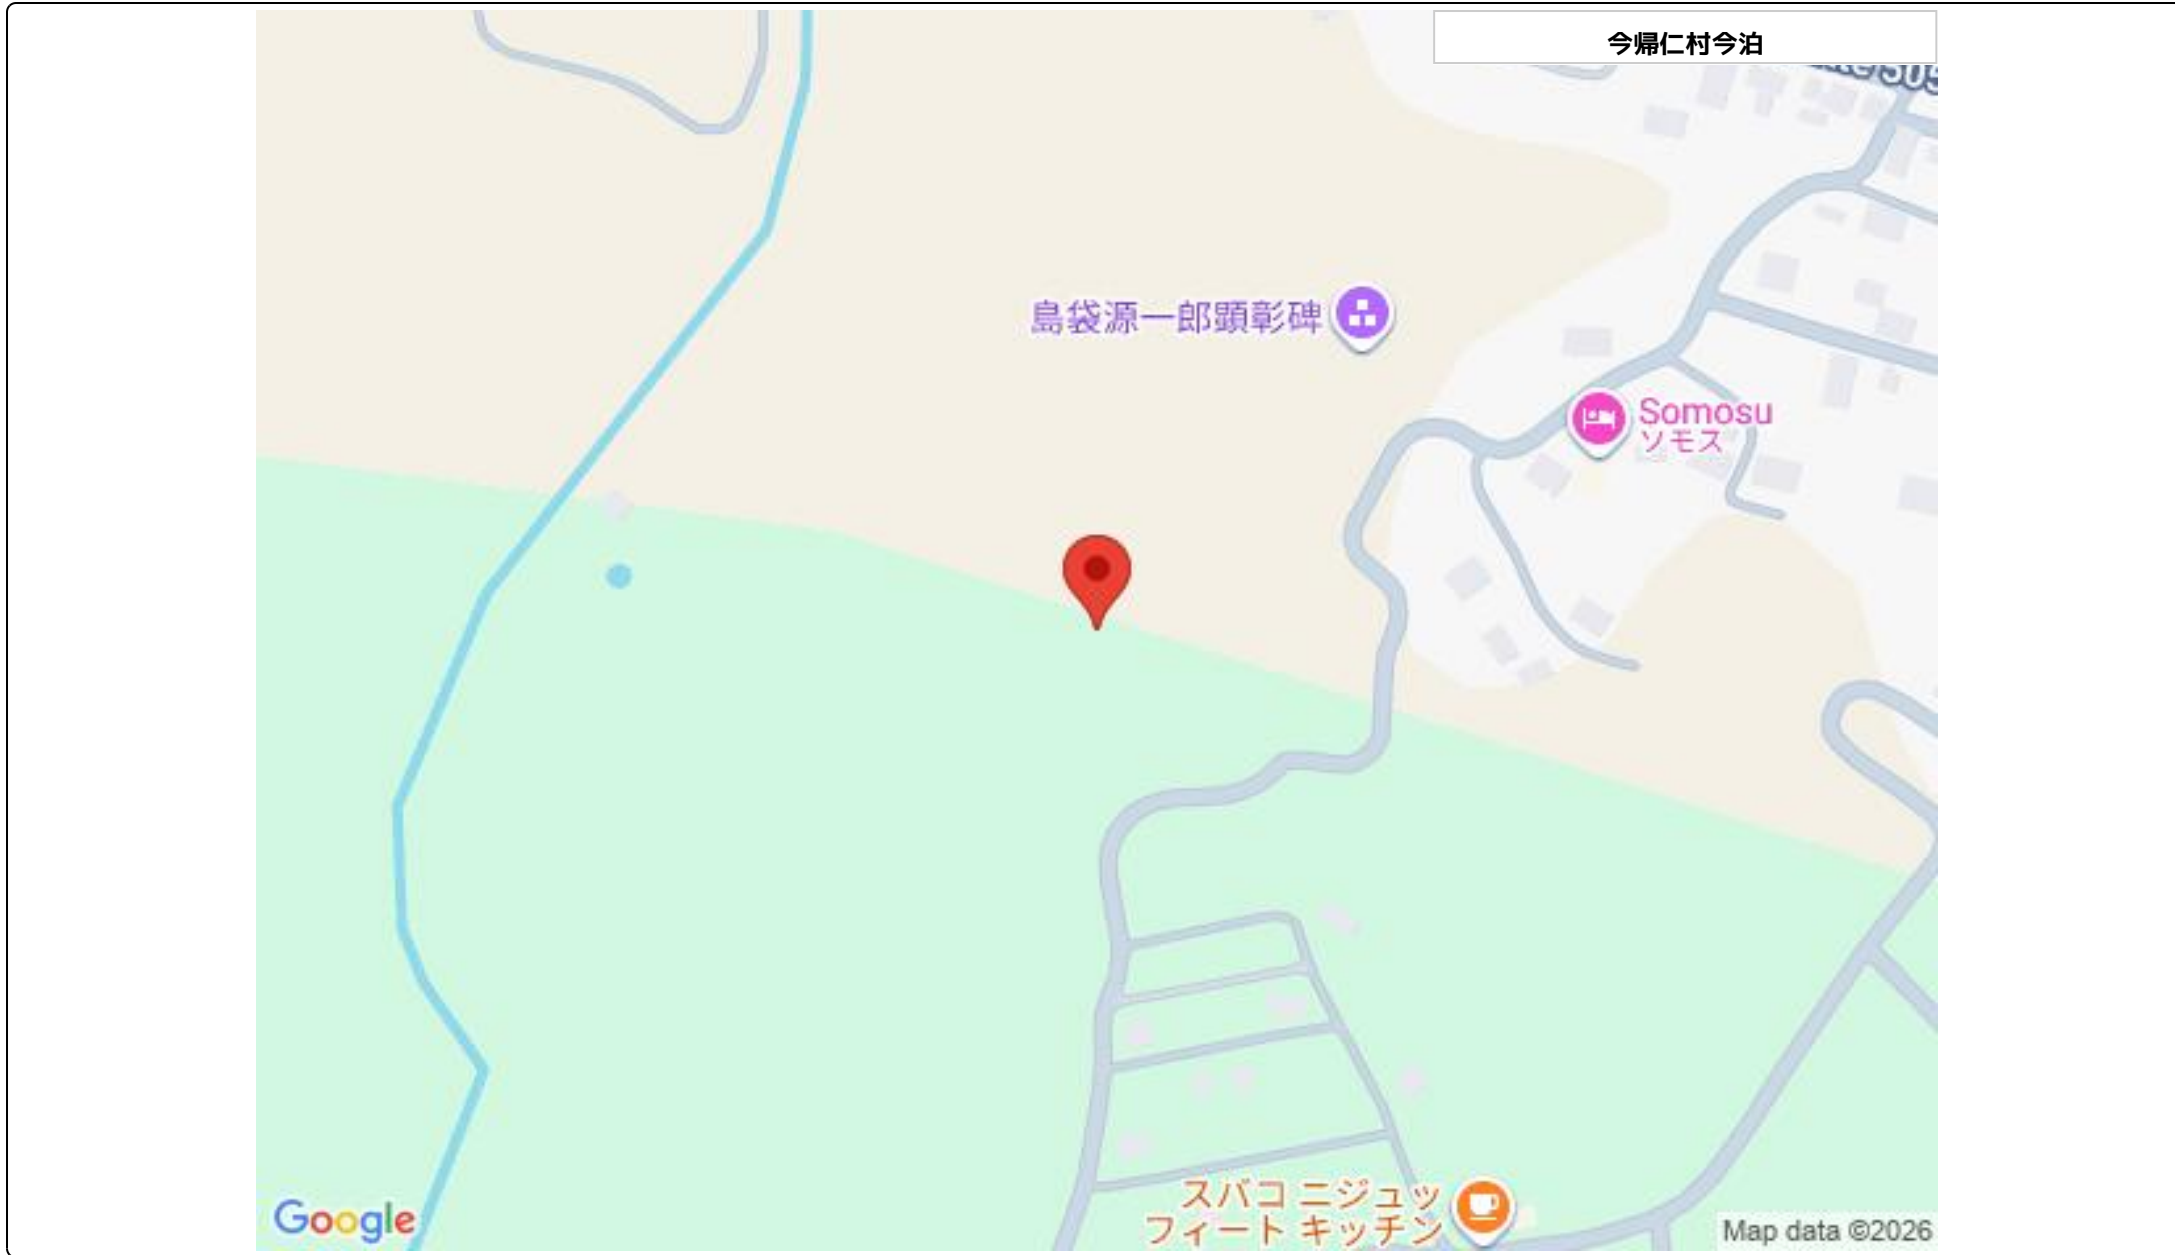 今帰仁村今泊
島袋源一郎顕彰碑
Somosu
ソモス
スバコ ニジュッ
フィート キッチン
Google
Map data ©2026